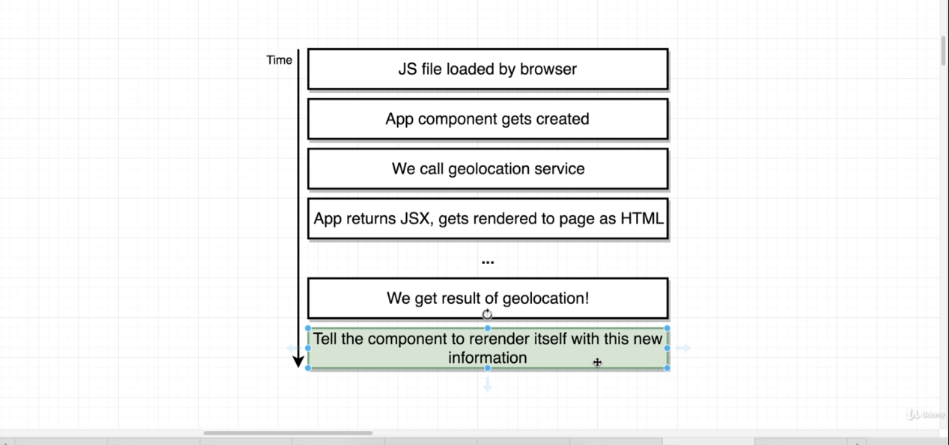 Time
JS file loaded by browser
App component gets created
We call geolocation service
App returns JSX, gets rendered to page as HTML
...
We get result of geolocation!
Tell the component to rerender itself with this new
information
Udemy